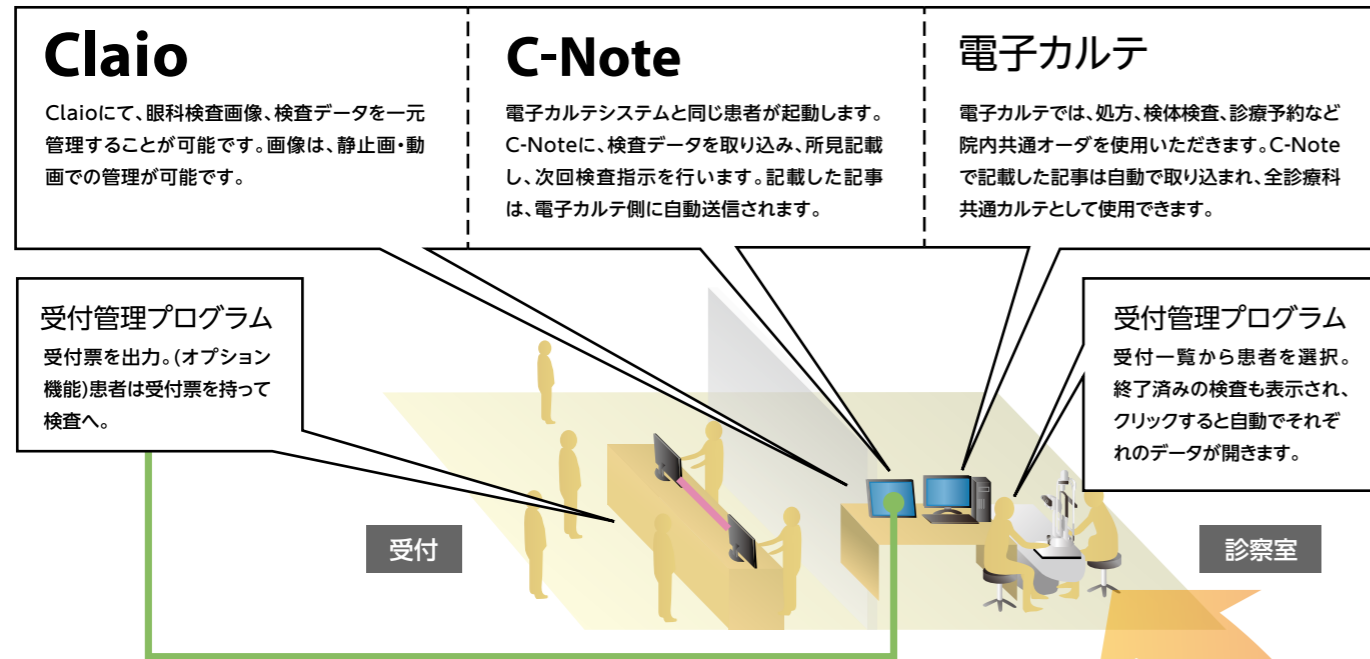 Claio
Claioにて、眼科検査画像、検査データを一元
管理することが可能です。画像は、静止画・動
画での管理が可能です。
C-Note
電子カルテシステムと同じ患者が起動します。
C-Noteに、検査データを取り込み、所見記載
し、次回検査指示を行います。記載した記事
は、電子カルテ側に自動送信されます。
電子カルテ
電子カルテでは、処方、検体検査、診療予約など
院内共通オーダを使用いただきます。C-Note
で記載した記事は自動で取り込まれ、全診療科
共通カルテとして使用できます。
受付管理プログラム
受付票を出力。(オプション
機能)患者は受付票を持って
検査へ。
受付管理プログラム
受付一覧から患者を選択。
終了済みの検査も表示され、
クリックすると自動でそれぞ
れのデータが開きます。
受付
診察室